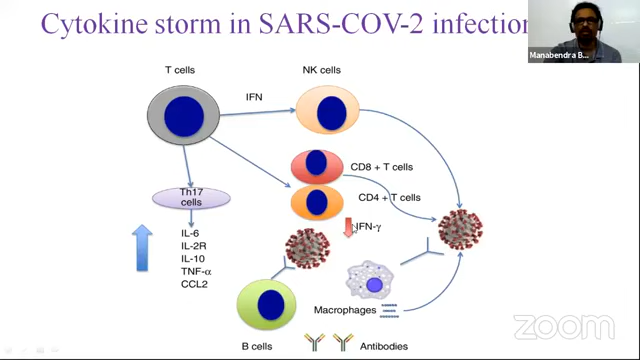 Cytokine storm in SARS-COV-2 infection
Manabendra B...
T cells
NK cells
IFN
CD8 + T cells
Th17
cells
CD4 + T cells
IFN-γ
IL-6
IL-2R
IL-10
TNF-α
CCL2
Macrophages
B cells
Antibodies
zoom